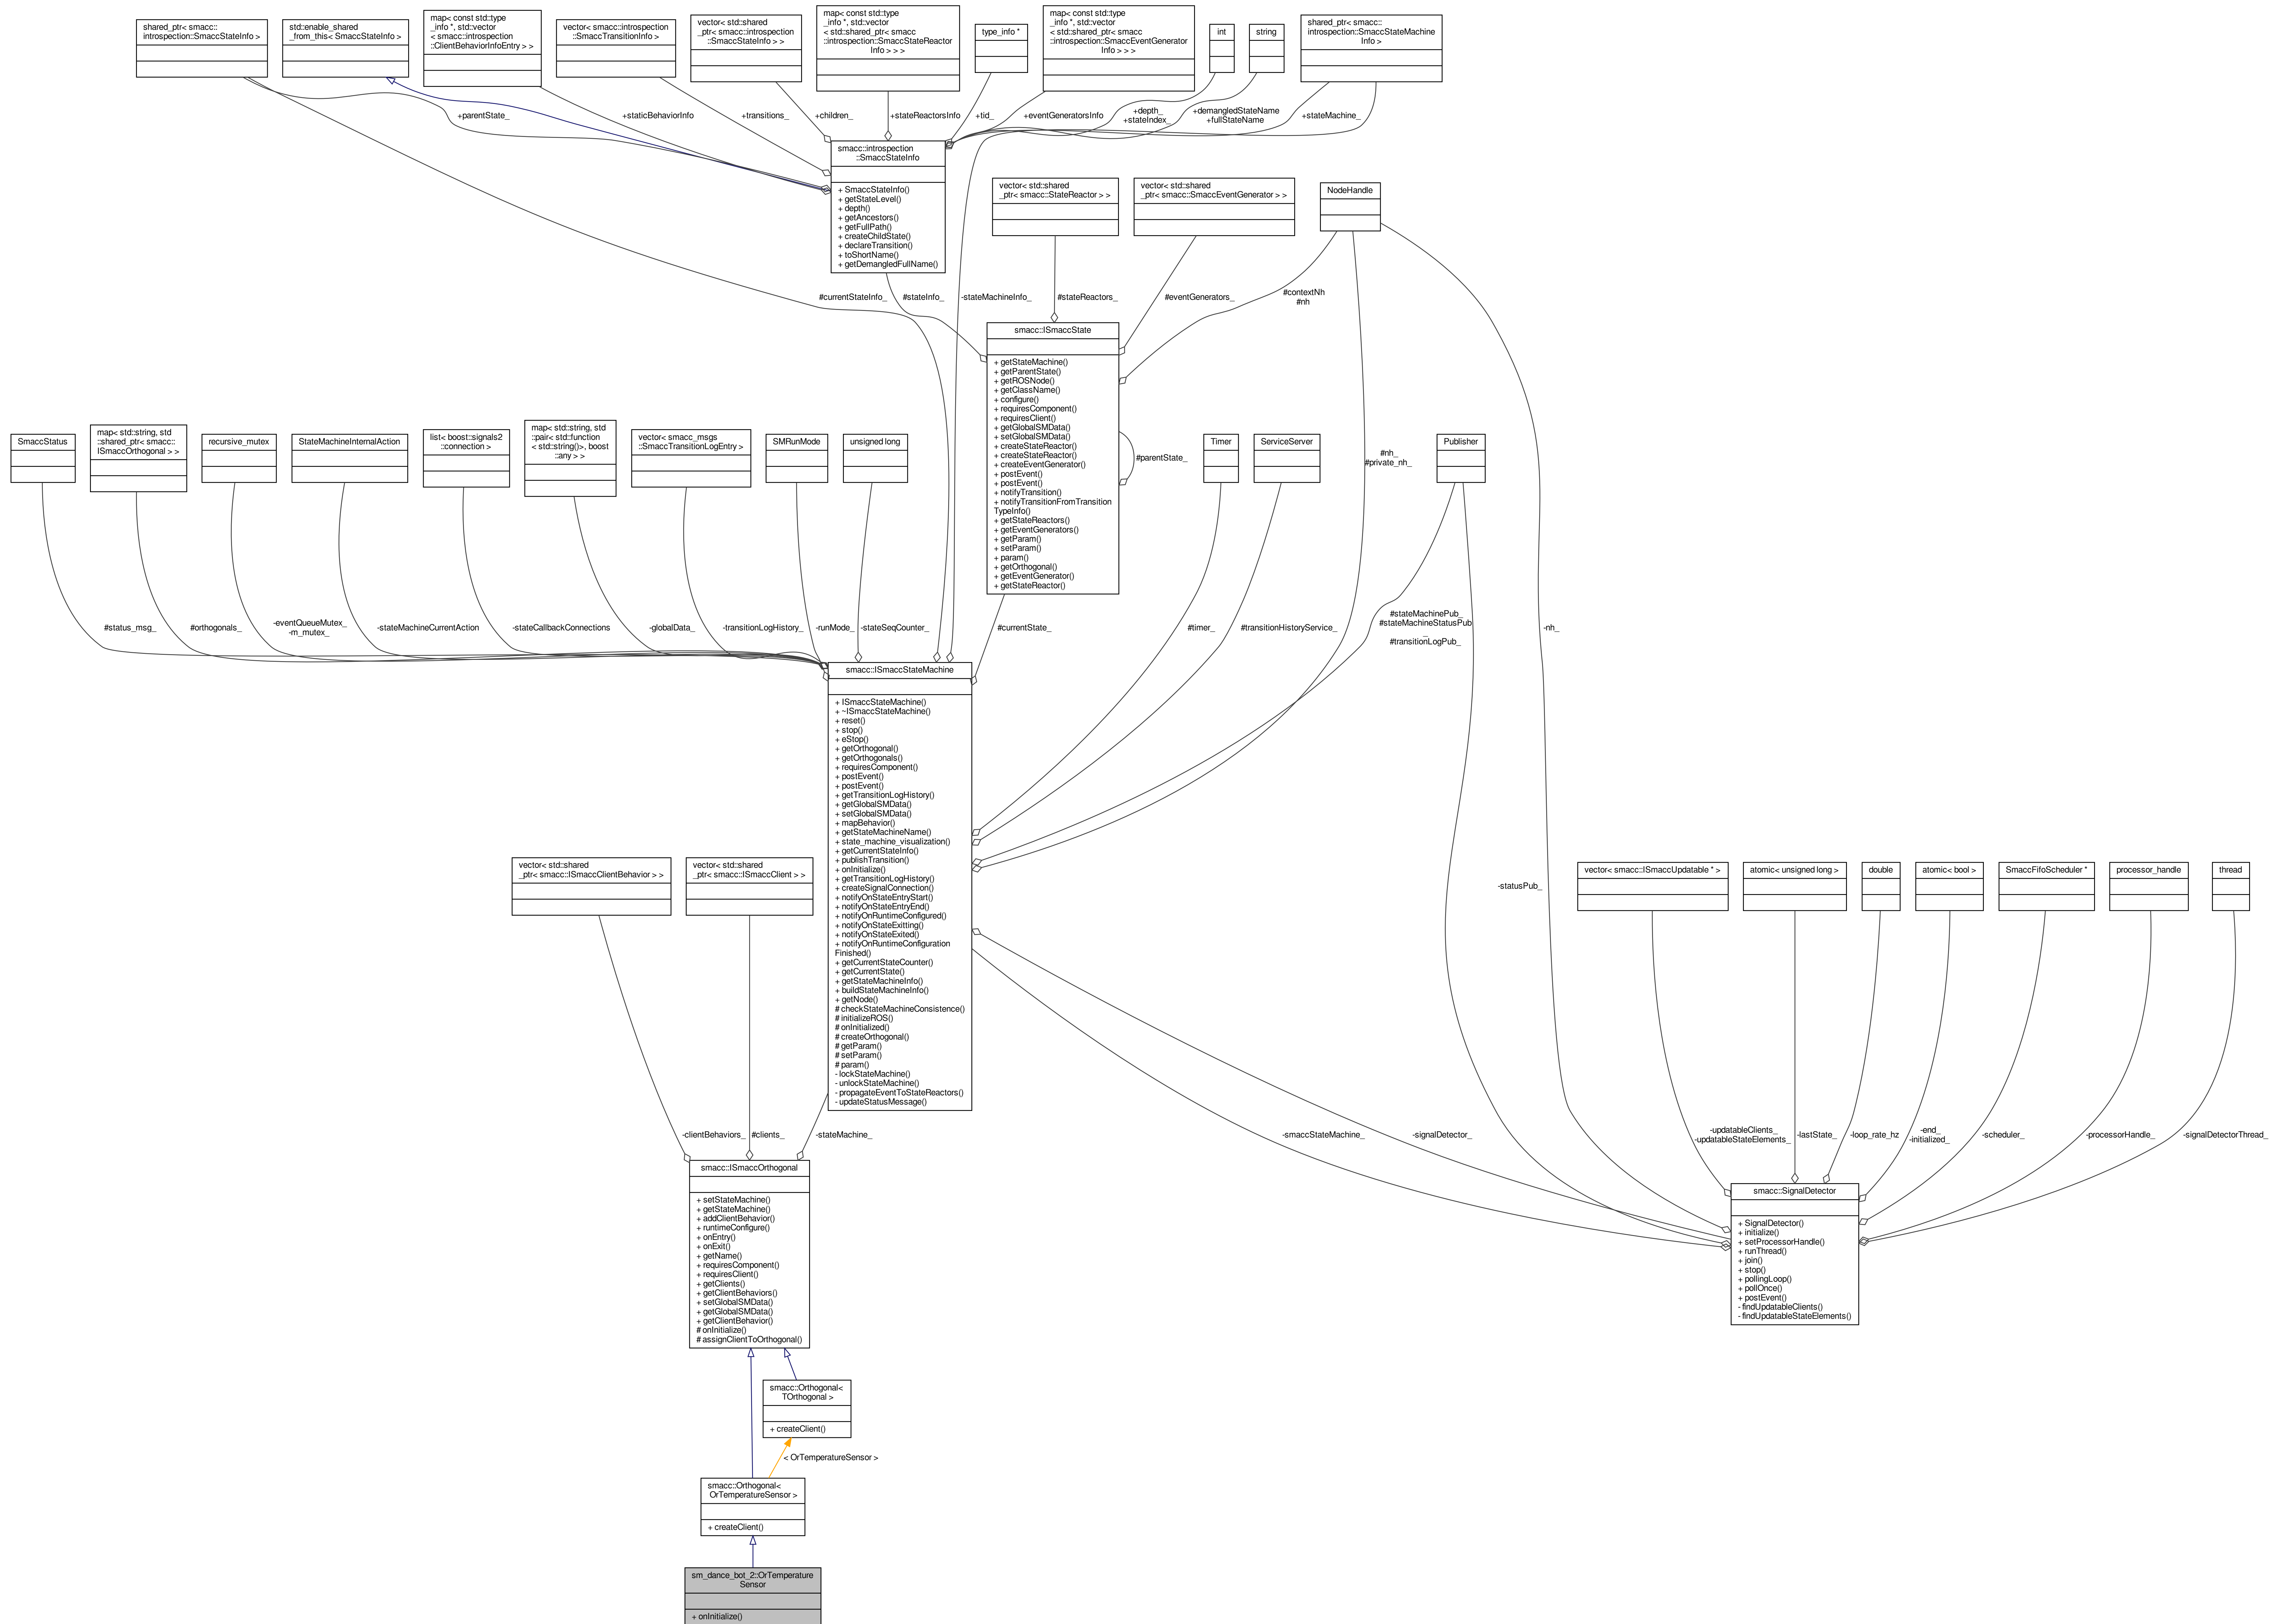 shared_ptr< smacc::
introspection::SmaccStateInfo >
std::enable_shared
_from_this< SmaccStateInfo >
map< const std::type
_info *, std::vector
< smacc::introspection
::ClientBehaviorInfoEntry > >
vector< smacc::introspection
::SmaccTransitionInfo >
vector< std::shared
_ptr< smacc::introspection
::SmaccStateInfo > >
map< const std::type
_info *, std::vector
< std::shared_ptr< smacc
::introspection::SmaccStateReactor
Info > > >
type_info *
map< const std::type
_info *, std::vector
< std::shared_ptr< smacc
::introspection::SmaccEventGenerator
Info > > >
int
string
shared_ptr< smacc::
introspection::SmaccStateMachine
Info >
+parentState_
+staticBehaviorInfo
+transitions_
+children_
+stateReactorsInfo
+tid_
+eventGeneratorsInfo
+depth_
+stateIndex_
+demangledStateName
+fullStateName
+stateMachine_
smacc::introspection
::SmaccStateInfo
+ SmaccStateInfo()
+ getStateLevel()
+ depth()
+ getAncestors()
+ getFullPath()
+ createChildState()
+ declareTransition()
+ toShortName()
+ getDemangledFullName()
vector< std::shared
_ptr< smacc::StateReactor > >
vector< std::shared
_ptr< smacc::SmaccEventGenerator > >
NodeHandle
#currentStateInfo_
#stateInfo_
-stateMachineInfo_
#stateReactors_
#eventGenerators_
#contextNh
#nh
smacc::ISmaccState
+ getStateMachine()
+ getParentState()
+ getROSNode()
+ getClassName()
+ configure()
+ requiresComponent()
+ requiresClient()
+ getGlobalSMData()
+ setGlobalSMData()
+ createStateReactor()
+ createStateReactor()
+ createEventGenerator()
+ postEvent()
+ postEvent()
+ notifyTransition()
+ notifyTransitionFromTransition
TypeInfo()
+ getStateReactors()
+ getEventGenerators()
+ getParam()
+ setParam()
+ param()
+ getOrthogonal()
+ getEventGenerator()
+ getStateReactor()
#parentState_
SmaccStatus
map< std::string, std
::shared_ptr< smacc::
ISmaccOrthogonal > >
recursive_mutex
StateMachineInternalAction
list< boost::signals2
::connection >
map< std::string, std
::pair< std::function
< std::string()>, boost
::any > >
vector< smacc_msgs
::SmaccTransitionLogEntry >
SMRunMode
unsigned long
Timer
ServiceServer
#nh_
#private_nh_
Publisher
#status_msg_
#orthogonals_
-eventQueueMutex_
-m_mutex_
-stateMachineCurrentAction
-stateCallbackConnections
-globalData_
-transitionLogHistory_
-runMode_
-stateSeqCounter_
#currentState_
#timer_
#transitionHistoryService_
#stateMachinePub_
#stateMachineStatusPub
_
#transitionLogPub_
-nh_
smacc::ISmaccStateMachine
+ ISmaccStateMachine()
+ ~ISmaccStateMachine()
+ reset()
+ stop()
+ eStop()
+ getOrthogonal()
+ getOrthogonals()
+ requiresComponent()
+ postEvent()
+ postEvent()
+ getTransitionLogHistory()
+ getGlobalSMData()
+ setGlobalSMData()
+ mapBehavior()
+ getStateMachineName()
+ state_machine_visualization()
+ getCurrentStateInfo()
+ publishTransition()
+ onInitialize()
+ getTransitionLogHistory()
+ createSignalConnection()
+ notifyOnStateEntryStart()
+ notifyOnStateEntryEnd()
+ notifyOnRuntimeConfigured()
+ notifyOnStateExitting()
+ notifyOnStateExited()
+ notifyOnRuntimeConfiguration
Finished()
+ getCurrentStateCounter()
+ getCurrentState()
+ getStateMachineInfo()
+ buildStateMachineInfo()
+ getNode()
# checkStateMachineConsistence()
# initializeROS()
# onInitialized()
# createOrthogonal()
# getParam()
# setParam()
# param()
- lockStateMachine()
- unlockStateMachine()
- propagateEventToStateReactors()
- updateStatusMessage()
vector< std::shared
_ptr< smacc::ISmaccClientBehavior > >
vector< std::shared
_ptr< smacc::ISmaccClient > >
-statusPub_
vector< smacc::ISmaccUpdatable * >
atomic< unsigned long >
double
atomic< bool >
SmaccFifoScheduler *
processor_handle
thread
-clientBehaviors_
#clients_
-stateMachine_
-smaccStateMachine_
-signalDetector_
-updatableClients_
-updatableStateElements_
-lastState_
-loop_rate_hz
-end_
-initialized_
-scheduler_
-processorHandle_
-signalDetectorThread_
smacc::ISmaccOrthogonal
+ setStateMachine()
+ getStateMachine()
+ addClientBehavior()
+ runtimeConfigure()
+ onEntry()
+ onExit()
+ getName()
+ requiresComponent()
+ requiresClient()
+ getClients()
+ getClientBehaviors()
+ setGlobalSMData()
+ getGlobalSMData()
+ getClientBehavior()
# onInitialize()
# assignClientToOrthogonal()
smacc::SignalDetector
+ SignalDetector()
+ initialize()
+ setProcessorHandle()
+ runThread()
+ join()
+ stop()
+ pollingLoop()
+ pollOnce()
+ postEvent()
- findUpdatableClients()
- findUpdatableStateElements()
smacc::Orthogonal<
TOrthogonal >
+ createClient()
< OrTemperatureSensor >
smacc::Orthogonal<
OrTemperatureSensor >
+ createClient()
sm_dance_bot_2::OrTemperature
Sensor
+ onInitialize()